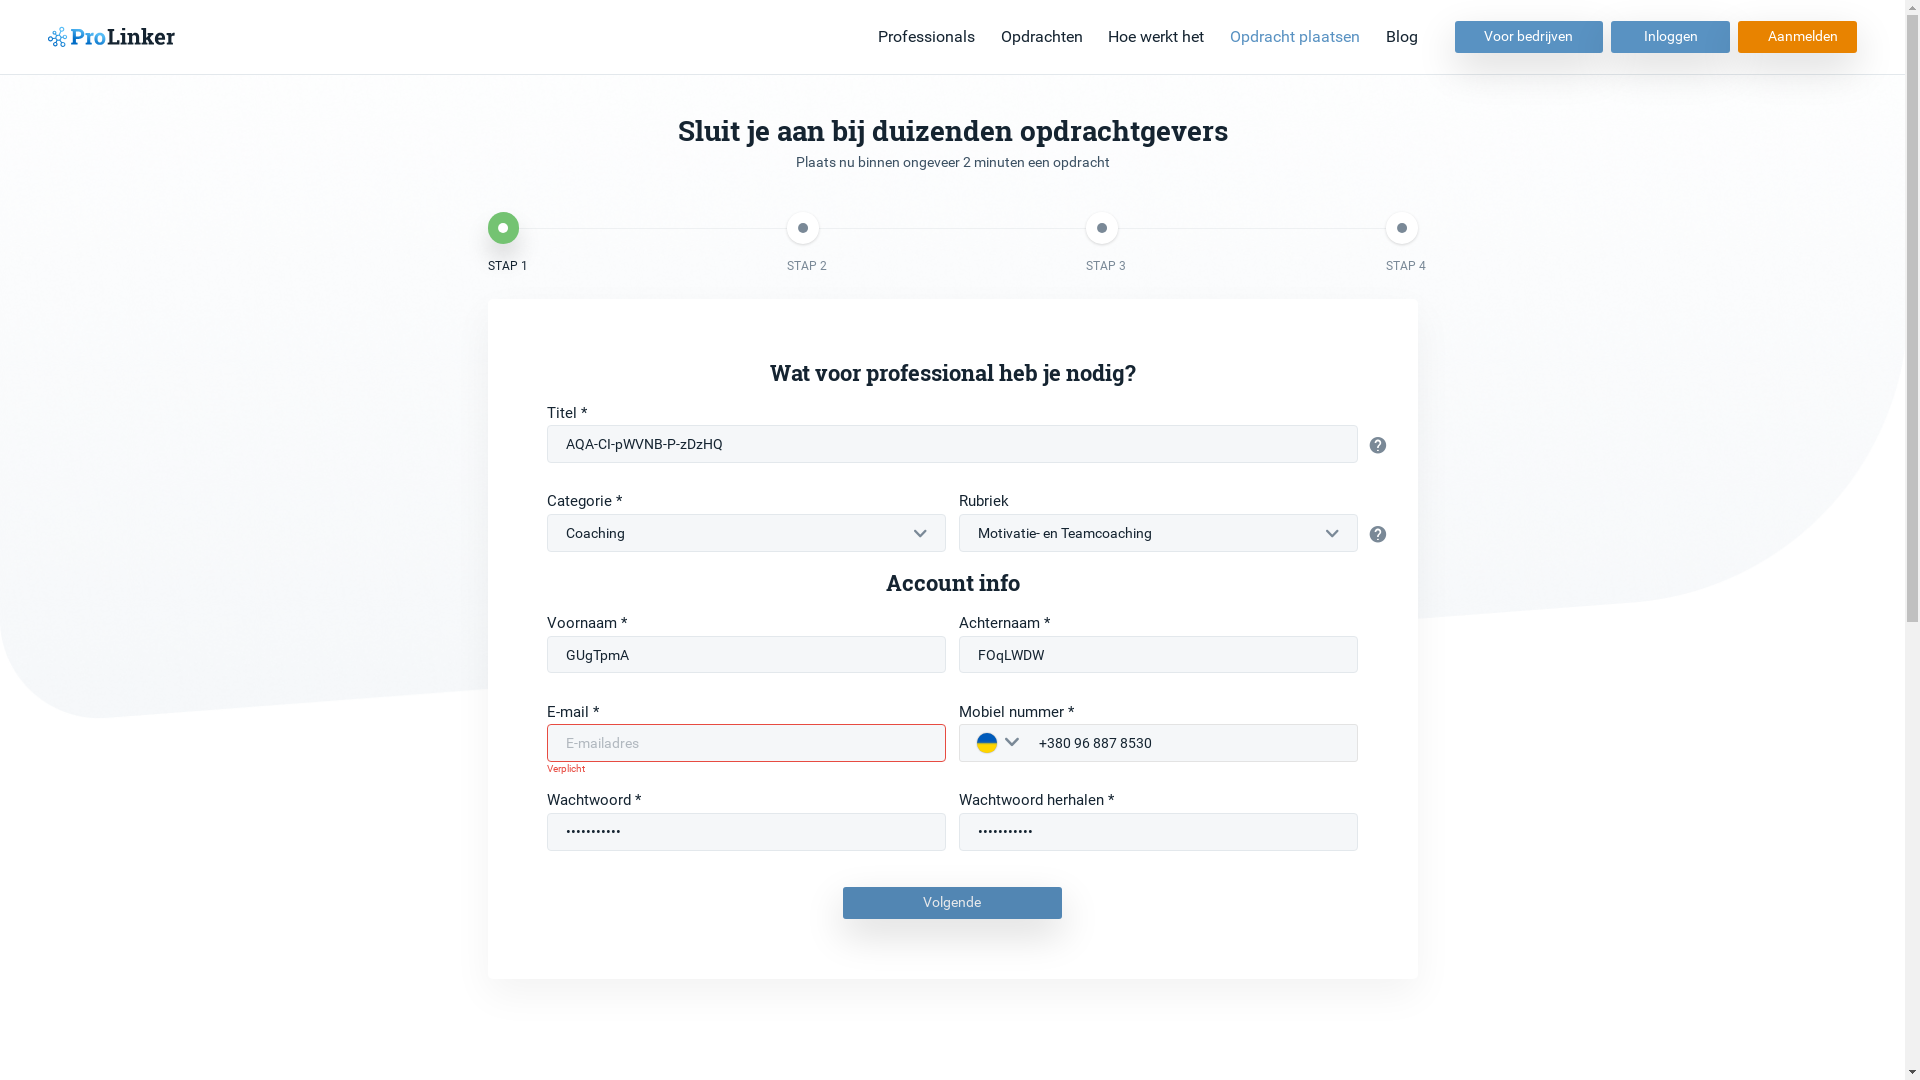 ProLinker
Professionals Opdrachten Hoe werkt het Opdracht plaatsen Blog Voor bedrijven Inloggen Aanmelden
Sluit je aan bij duizenden opdrachtgevers
Plaats nu binnen ongeveer 2 minuten een opdracht
STAP 1 STAP 2 STAP 3 STAP 4
Wat voor professional heb je nodig?
Titel *
AQA-CI-pWVNB-P-zDzHQ
Categorie * Rubriek
Coaching Motivatie- en Teamcoaching
Account info
Voornaam * Achternaam *
GUgTpmA FOqLWDW
E-mail * Mobiel nummer *
E-mailadres +380 96 887 8530
Verplicht
Wachtwoord * Wachtwoord herhalen *
••••••••••• •••••••••••
Volgende